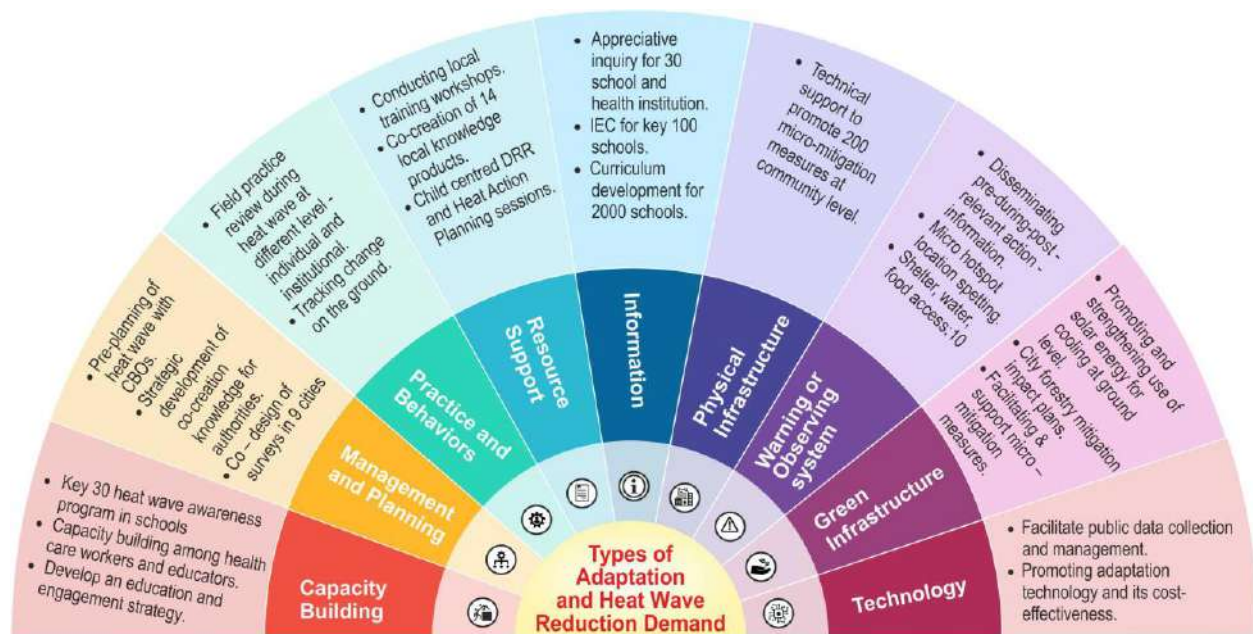 • Key 30 heat wave awareness
program in schools
• Capacity building among health
care workers and educators.
• Develop an education and
engagement strategy.
Capacity
Building
• Pre-planning of
heat wave with
CBOs.
• Strategic
development of
co-creation
knowledge for
authorities.
• Co – design of
surveys in 9 cities
Management
and Planning
• Field practice
review during
heat wave at
different level -
individual and
institutional.
• Tracking change
on the ground.
Practice and
Behaviors
• Conducting local
training workshops.
• Co-creation of 14
local knowledge
products.
• Child centred DRR
and Heat Action
Planning sessions.
Resource
Support
• Appreciative
inquiry for 30
school and
health institution.
• IEC for key 100
schools.
• Curriculum
development for
2000 schools.
Information
• Technical
support to
promote 200
micro-mitigation
measures at
community level.
Physical
Infrastructure
• Disseminating
pre-during-post -
relevant action -
information.
• Micro hotspot
location spetting.
• Shelter, water,
food access:10
Warning or
Observing
system
• Promoting and
strengthening use of
solar energy for
cooling at ground
level.
• City forestry mitigation
impact plans.
• Facilitating &
support micro –
mitigation
measures.
Green
Infrastructure
• Facilitate public data collection
and management.
• Promoting adaptation
technology and its cost-
effectiveness.
Technology
Types of
Adaptation
and Heat Wave
Reduction Demand